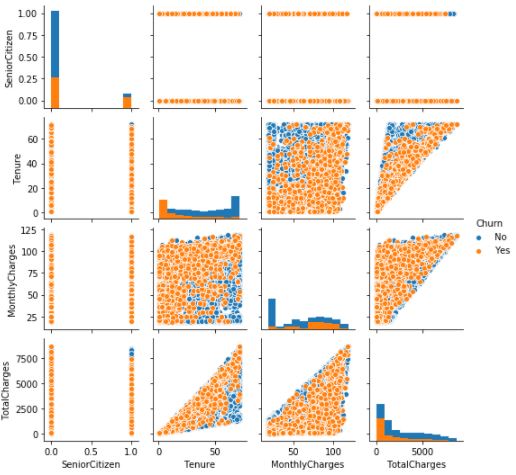 SeniorCitizen
1.00
0.75
0.50
0.25
0.00
Tenure
60
40
20
0
MonthlyCharges
125
100
75
50
25
TotalCharges
7500
5000
2500
0
0.0 0.5 1.0
SeniorCitizen
0 50
Tenure
50 100
MonthlyCharges
0 5000
TotalCharges
Churn
No
Yes